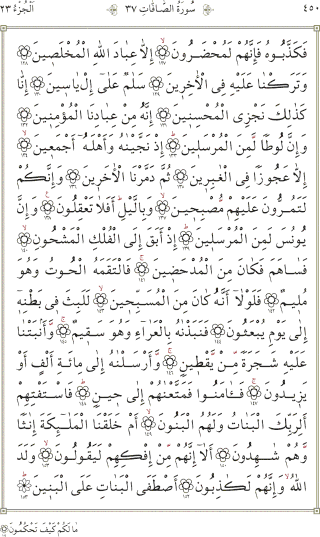 ٤٥٠ سُورَةُ الصَّافَّاتِ ٣٧ الْجُزْءُ ٢٣
فَكَذَّبُوهُ فَإِنَّهُمْ لَمُحْضَرُونَ ١٢٧ إِلَّا عِبَادَ اللَّهِ الْمُخْلَصِينَ ١٢٨
وَتَرَكْنَا عَلَيْهِ فِي الْآخِرِينَ ١٢٩ سَلَامٌ عَلَى إِلْ يَاسِينَ ١٣٠ إِنَّا
كَذَلِكَ نَجْزِي الْمُحْسِنِينَ ١٣١ إِنَّهُ مِنْ عِبَادِنَا الْمُؤْمِنِينَ ١٣٢
وَإِنَّ لُوطًا لَمِنَ الْمُرْسَلِينَ ١٣٣ إِذْ نَجَّيْنَاهُ وَأَهْلَهُ أَجْمَعِينَ ١٣٤
إِلَّا عَجُوزًا فِي الْغَابِرِينَ ١٣٥ ثُمَّ دَمَّرْنَا الْآخَرِينَ ١٣٦ وَإِنَّكُمْ
لَتَمُرُّونَ عَلَيْهِمْ مُصْبِحِينَ ١٣٧ وَبِاللَّيْلِ أَفَلَا تَعْقِلُونَ ١٣٨ وَإِنَّ
يُونُسَ لَمِنَ الْمُرْسَلِينَ ١٣٩ إِذْ أَبَقَ إِلَى الْفُلْكِ الْمَشْحُونِ ١٤٠
فَسَاهَمَ فَكَانَ مِنَ الْمُدْحَضِينَ ١٤١ فَالْتَقَمَهُ الْحُوتُ وَهُوَ
مُلِيمٌ ١٤٢ فَلَوْلَا أَنَّهُ كَانَ مِنَ الْمُسَبِّحِينَ ١٤٣ لَلَبِثَ فِي بَطْنِهِ
إِلَى يَوْمِ يُبْعَثُونَ ١٤٤ فَنَبَذْنَاهُ بِالْعَرَاءِ وَهُوَ سَقِيمٌ ١٤٥ وَأَنْبَتْنَا
عَلَيْهِ شَجَرَةً مِنْ يَقْطِينٍ ١٤٦ وَأَرْسَلْنَاهُ إِلَى مِائَةِ أَلْفٍ أَوْ
يَزِيدُونَ ١٤٧ فَآمَنُوا فَمَتَّعْنَاهُمْ إِلَى حِينٍ ١٤٨ فَاسْتَفْتِهِمْ
أَلِرَبِّكَ الْبَنَاتُ وَلَهُمُ الْبَنُونَ ١٤٩ أَمْ خَلَقْنَا الْمَلَائِكَةَ إِنَاثًا
وَهُمْ شَاهِدُونَ ١٥٠ أَلَا إِنَّهُمْ مِنْ إِفْكِهِمْ لَيَقُولُونَ ١٥١ وَلَدَ
اللَّهُ وَإِنَّهُمْ لَكَاذِبُونَ ١٥٢ أَصْطَفَى الْبَنَاتِ عَلَى الْبَنِينَ ١٥٣
مَا لَكُمْ كَيْفَ تَحْكُمُونَ ١٥٤